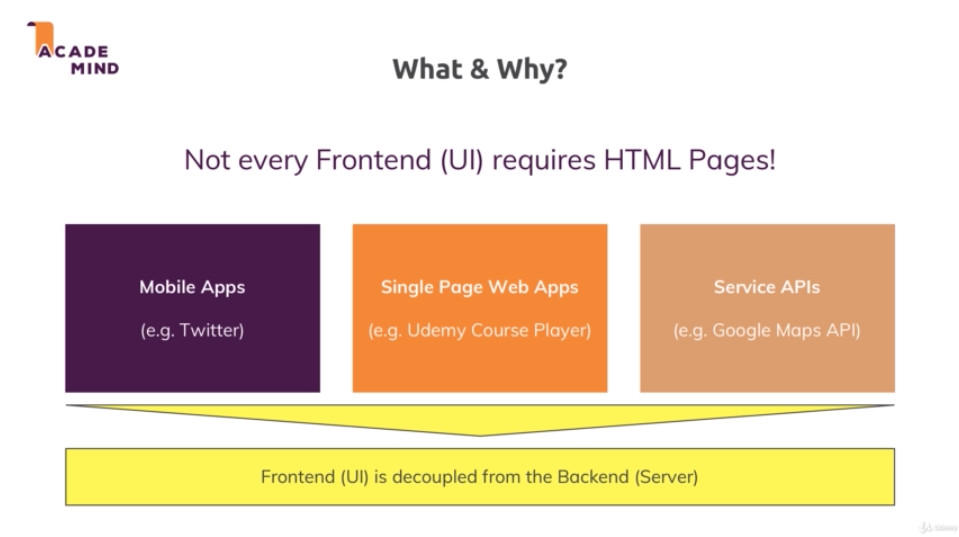 ACADE
MIND
What & Why?
Not every Frontend (UI) requires HTML Pages!
Mobile Apps
(e.g. Twitter)
Single Page Web Apps
(e.g. Udemy Course Player)
Service APIs
(e.g. Google Maps API)
Frontend (UI) is decoupled from the Backend (Server)
Udemy